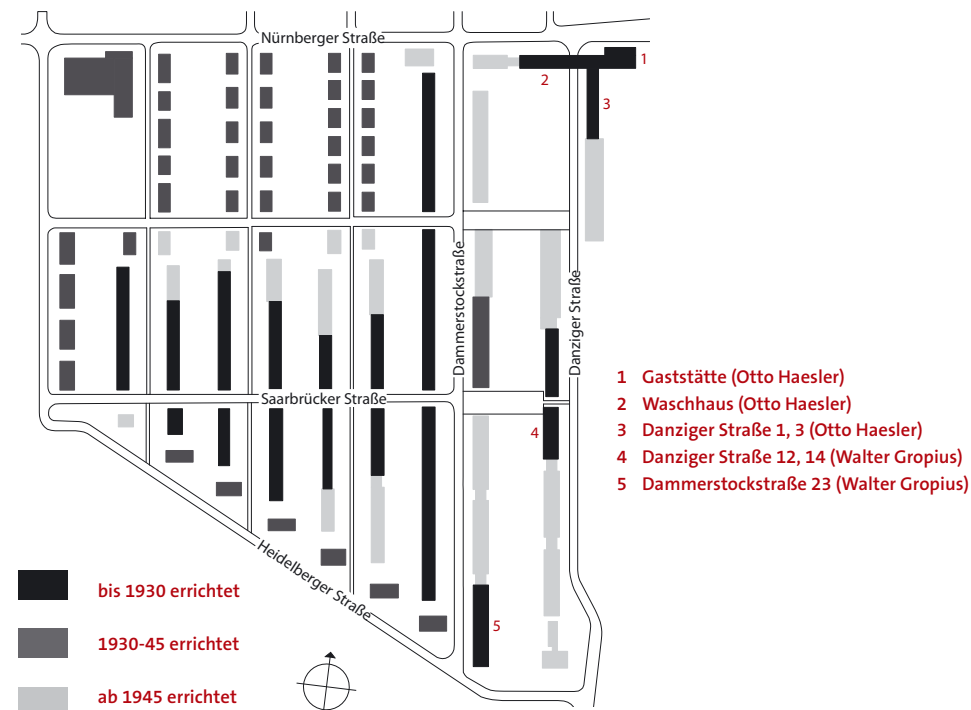 Nürnberger Straße
1
2
3
Dammerstockstraße
Danziger Straße
Saarbrücker Straße
4
Heidelberger Straße
5
1 Gaststätte (Otto Haesler)
2 Waschhaus (Otto Haesler)
3 Danziger Straße 1, 3 (Otto Haesler)
4 Danziger Straße 12, 14 (Walter Gropius)
5 Dammerstockstraße 23 (Walter Gropius)
bis 1930 errichtet
1930-45 errichtet
ab 1945 errichtet